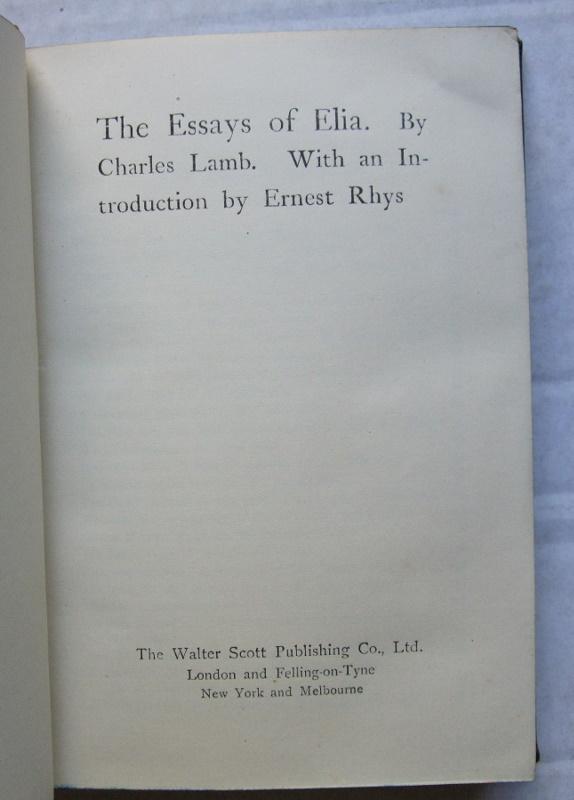 The Essays of Elia. By
Charles Lamb. With an In-
troduction by Ernest Rhys
The Walter Scott Publishing Co., Ltd.
London and Felling-on-Tyne
New York and Melbourne